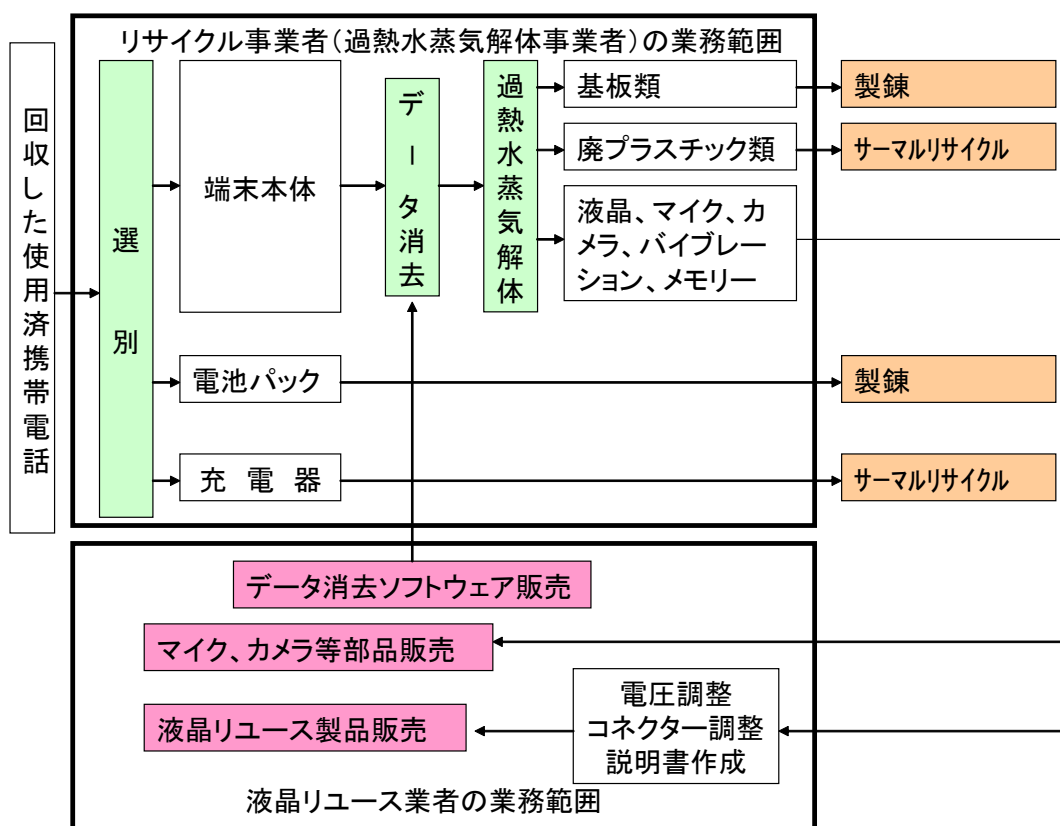 リサイクル事業者(過熱水蒸気解体事業者)の業務範囲
回収した使用済携帯電話
選別
端末本体
データ消去
過熱水蒸気解体
基板類
製錬
廃プラスチック類
サーマルリサイクル
液晶、マイク、カ
メラ、バイブレー
ション、メモリー
電池パック
製錬
充電器
サーマルリサイクル
データ消去ソフトウェア販売
マイク、カメラ等部品販売
電圧調整
コネクター調整
説明書作成
液晶リユース製品販売
液晶リユース業者の業務範囲